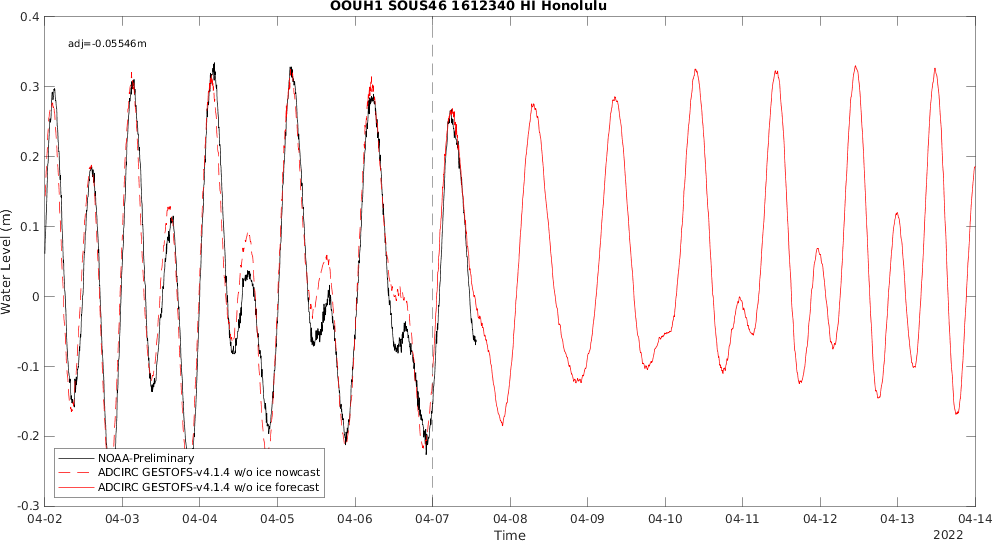 OOUH1 SOUS46 1612340 HI Honolulu
adj=-0.05546m
Water Level (m)
0.4
0.3
0.2
0.1
0
-0.1
-0.2
-0.3
NOAA-Preliminary
ADCIRC GESTOFS-v4.1.4 w/o ice nowcast
ADCIRC GESTOFS-v4.1.4 w/o ice forecast
04-02 04-03 04-04 04-05 04-06 04-07 04-08 04-09 04-10 04-11 04-12 04-13 04-14
Time
2022